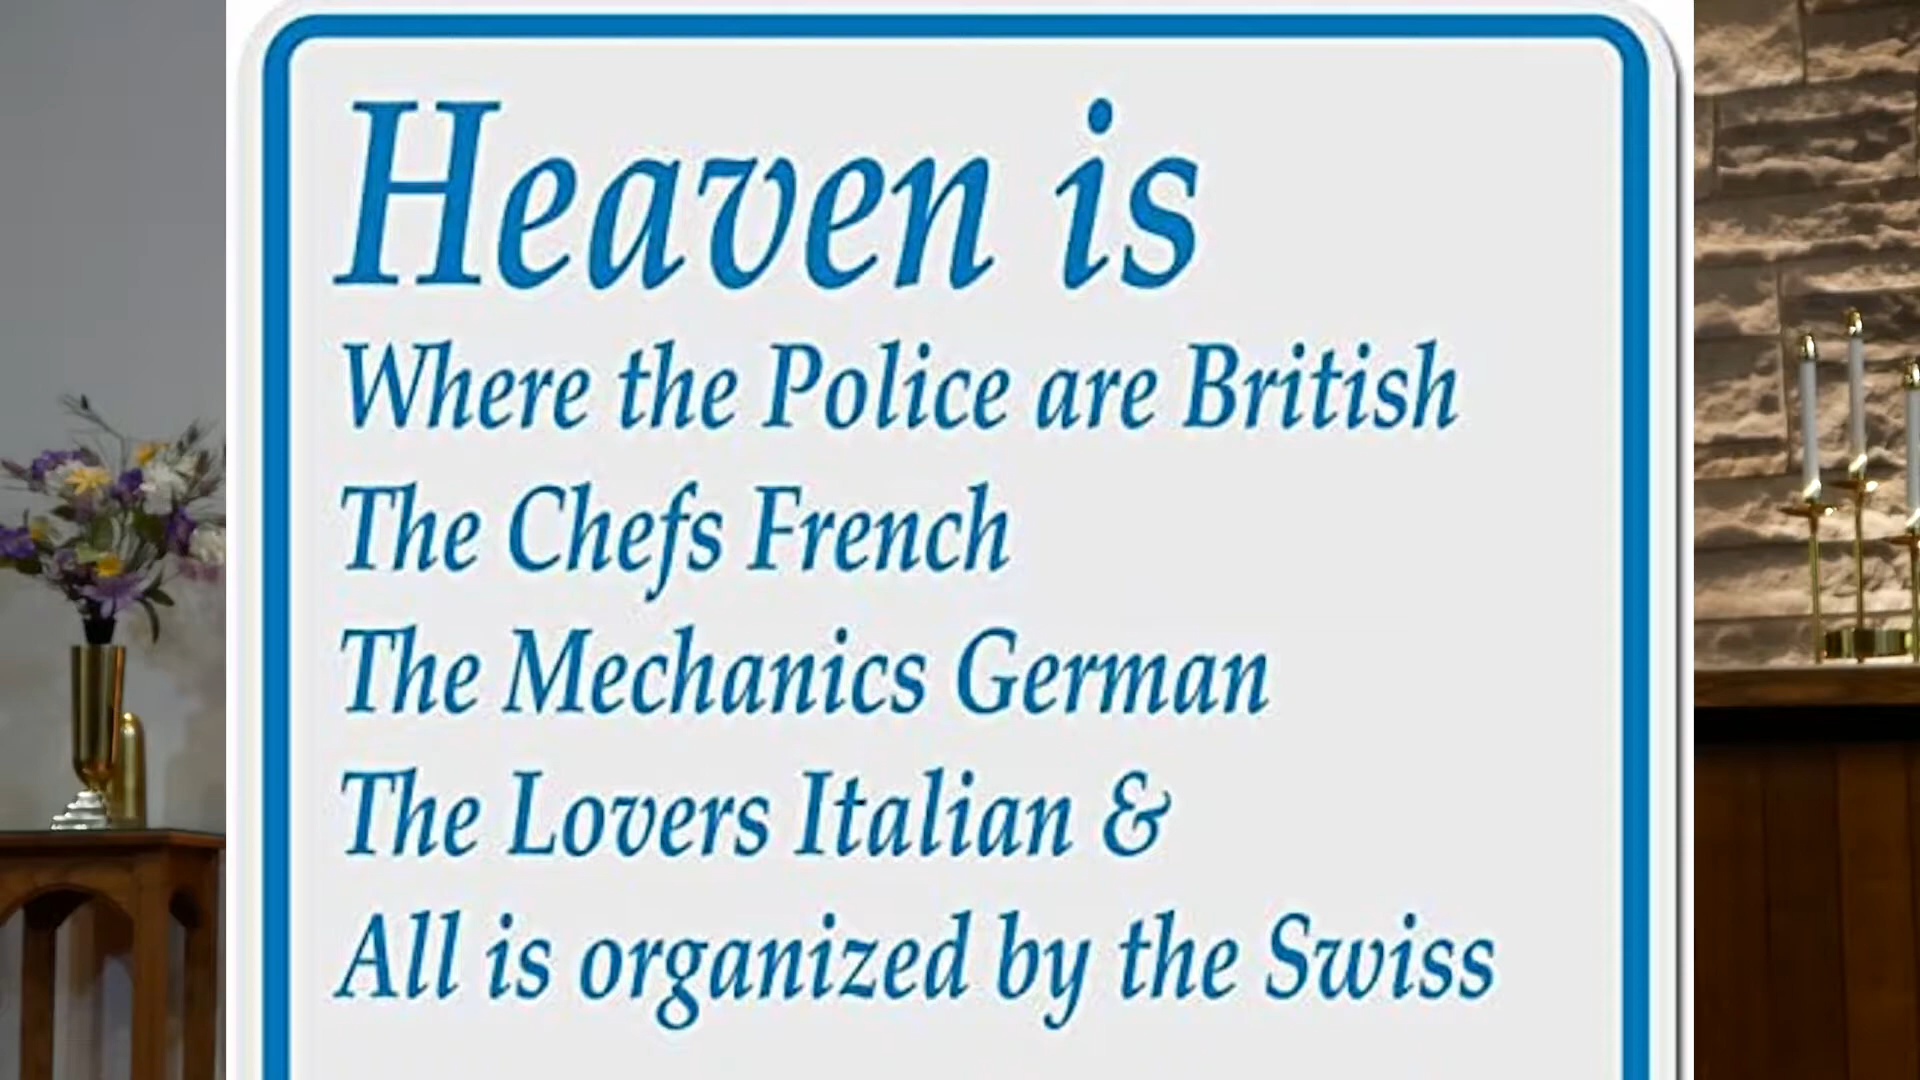 Heaven is
Where the Police are British
The Chefs French
The Mechanics German
The Lovers Italian &
All is organized by the Swiss